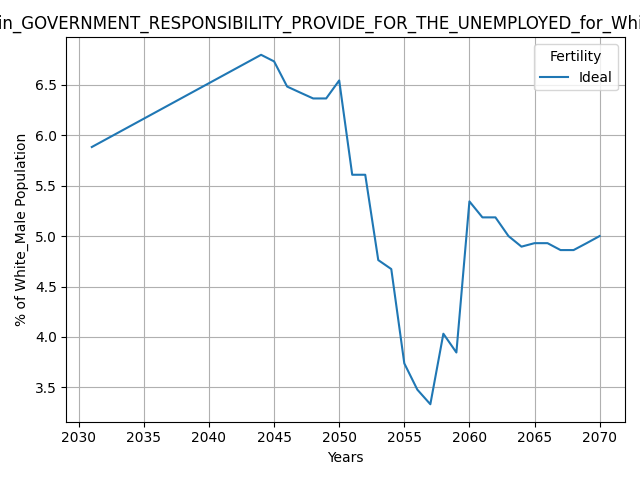 in_GOVERNMENT_RESPONSIBILITY_PROVIDE_FOR_THE_UNEMPLOYED_for_Whi
Fertility
Ideal
% of White_Male Population
6.5
6.0
5.5
5.0
4.5
4.0
3.5
2030 2035 2040 2045 2050 2055 2060 2065 2070
Years